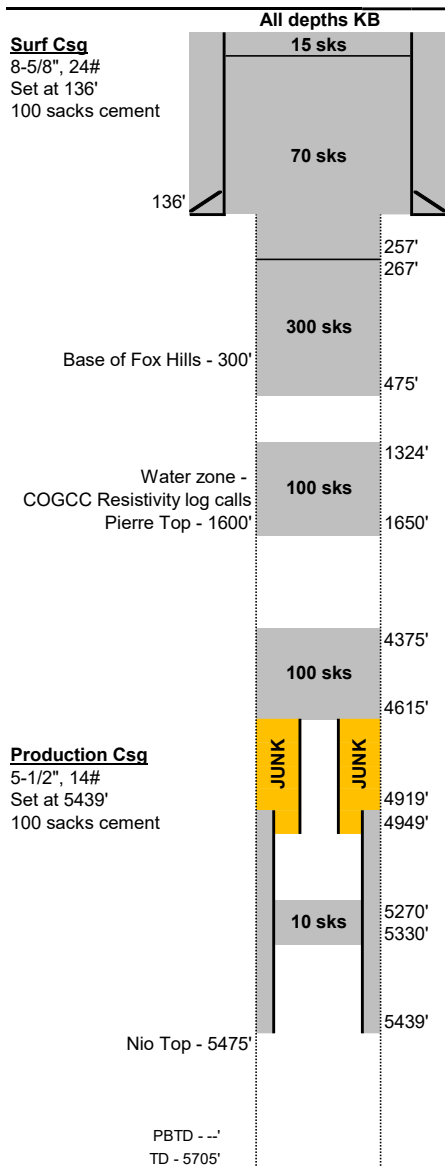 All depths KB
Surf Csg
8-5/8", 24#
Set at 136'
100 sacks cement
15 sks
70 sks
136'
257'
267'
300 sks
Base of Fox Hills - 300'
475'
1324'
Water zone -
COGCC Resistivity log calls
Pierre Top - 1600'
100 sks
1650'
4375'
100 sks
4615'
JUNK
JUNK
Production Csg
5-1/2", 14#
Set at 5439'
100 sacks cement
4919'
4949'
10 sks
5270'
5330'
5439'
Nio Top - 5475'
PBTD - --'
TD - 5705'